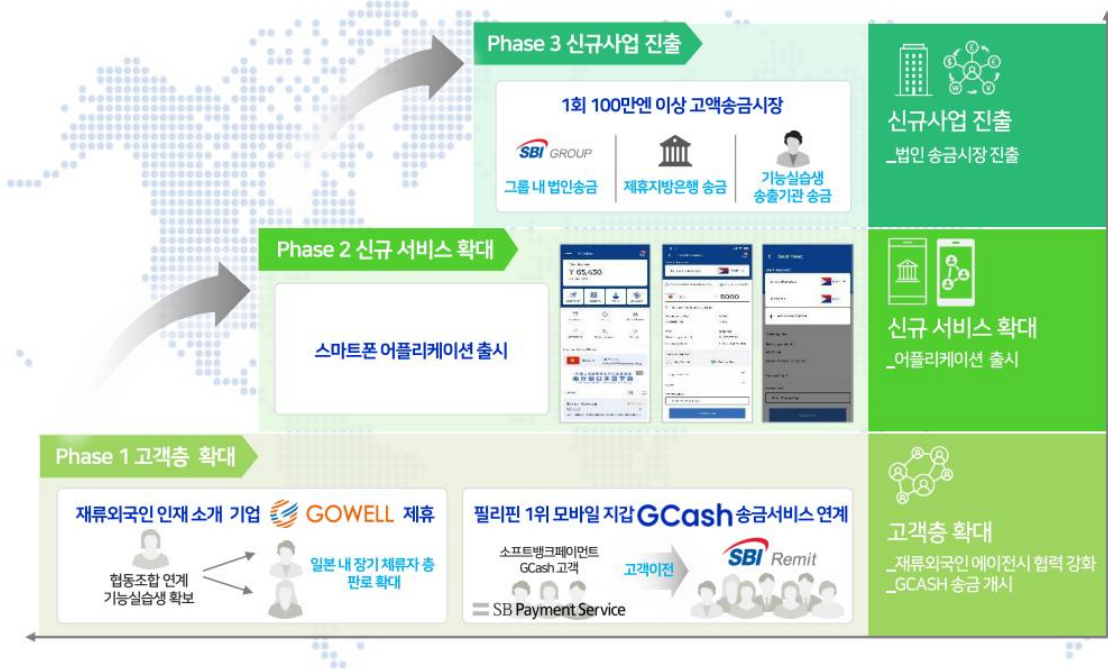 Phase 3 신규사업 진출
1회 100만엔 이상 고액송금시장
SBI GROUP
그룹 내 법인송금
제휴지방은행 송금
기능실습생
송출기관 송금
신규사업 진출
_법인 송금시장 진출
Phase 2 신규 서비스 확대
스마트폰 어플리케이션 출시
¥ 65,430
5000
신규 서비스 확대
_어플리케이션 출시
Phase 1 고객층 확대
재류외국인 인재 소개 기업 GOWELL 제휴
협동조합 연계
기능실습생 확보
일본 내 장기 체류자 층
판로 확대
필리핀 1위 모바일 지갑 GCash 송금서비스 연계
소프트뱅크페이먼트
GCash 고객
고객이전
SBI Remit
SB Payment Service
고객층 확대
_재류외국인 에이전시 협력 강화
_GCASH 송금 개시